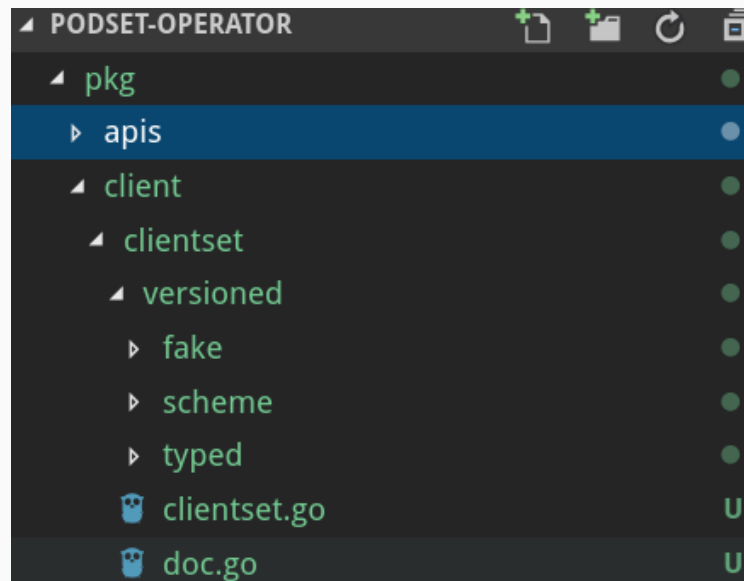 PODSET-OPERATOR
pkg
apis
client
clientset
versioned
fake
scheme
typed
clientset.go U
doc.go U